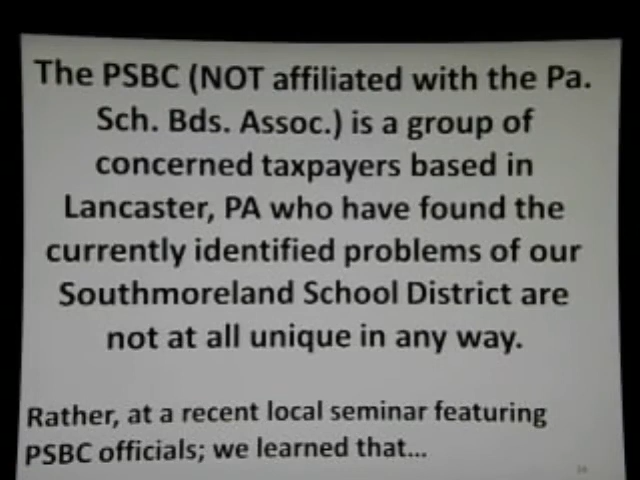 The PSBC (NOT affiliated with the Pa.
Sch. Bds. Assoc.) is a group of
concerned taxpayers based in
Lancaster, PA who have found the
currently identified problems of our
Southmoreland School District are
not at all unique in any way.
Rather, at a recent local seminar featuring
PSBC officials; we learned that...